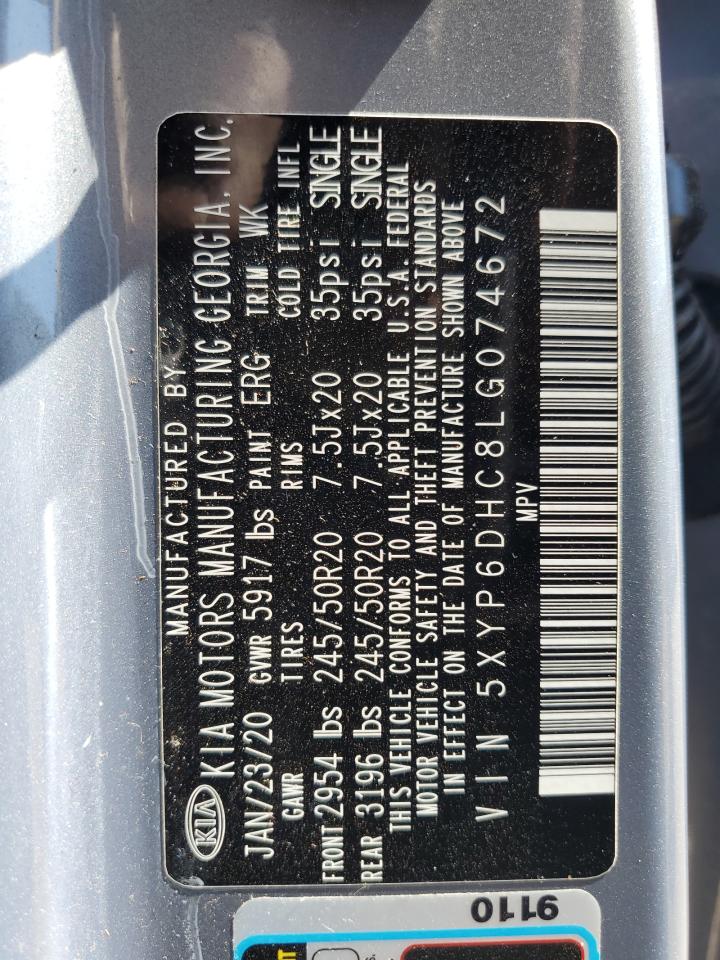 MANUFACTURED BY
KIA KIA MOTORS MANUFACTURING GEORGIA, INC.
JAN/23/20 GVWR 5917 lbs PAINT ERG TRIM WK
GAWR TIRES RIMS COLD TIRE INFL
FRONT 2954 lbs 245/50R20 7.5Jx20 35psi SINGLE
REAR 3196 lbs 245/50R20 7.5Jx20 35psi SINGLE
THIS VEHICLE CONFORMS TO ALL APPLICABLE U.S.A. FEDERAL
MOTOR VEHICLE SAFETY AND THEFT PREVENTION STANDARDS
IN EFFECT ON THE DATE OF MANUFACTURE SHOWN ABOVE
VIN 5XYP6DHC8LG074672
MPV
9110